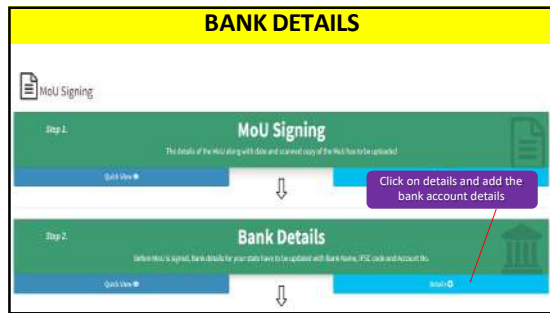 BANK DETAILS
MoU Signing
Step 1.
MoU Signing
The details of the MoU along with date and scanned copy of the MoU has to be uploaded
Quick View
Click on details and add the
bank account details
Step 2.
Bank Details
Before MoU is signed, Bank details for your state have to be updated with Bank Name, IFSC code and Account No.
Quick View
Details